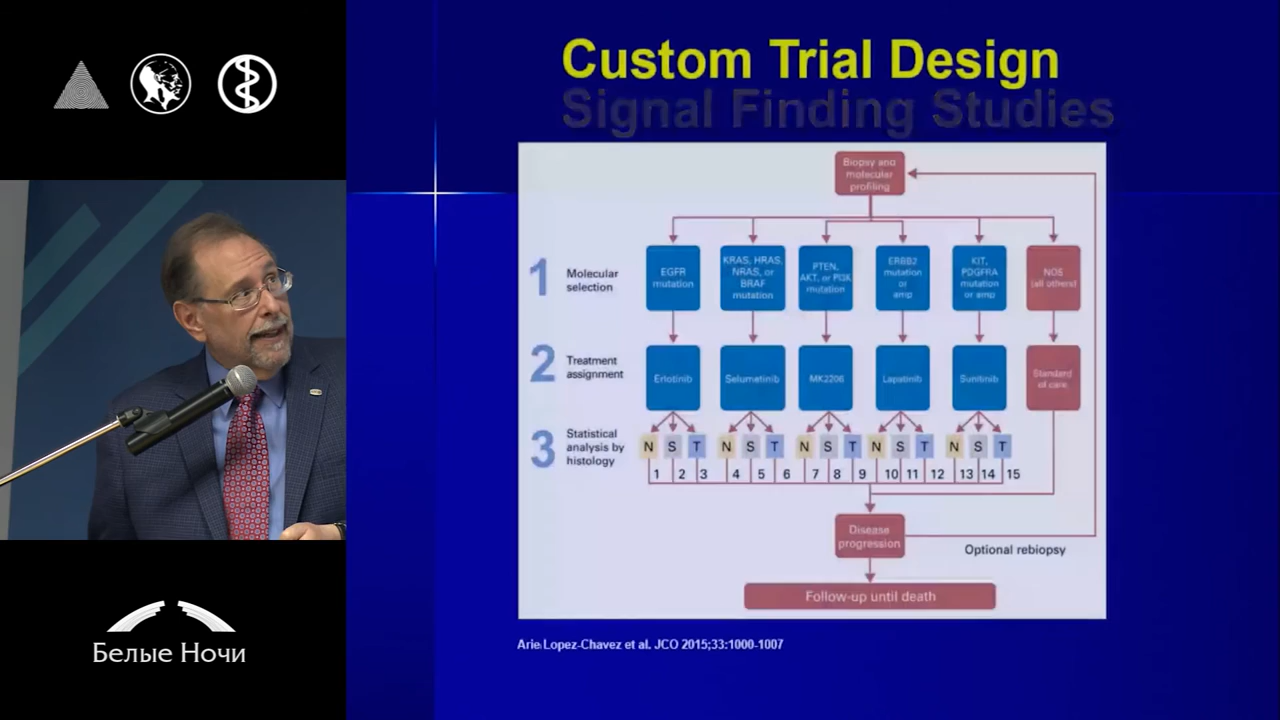 Custom Trial Design
Signal Finding Studies
Biopsy and
molecular
profiling
1
Molecular
selection
EGFR
mutation
KRAS, HRAS,
NRAS, or
BRAF
mutation
PTEN,
AKT, or PI3K
mutation
ERBB2
mutation
or
amp
KIT,
PDGFRA
mutation
or amp
NOS
(all others)
2
Treatment
assignment
Erlotinib
Selumetinib
MK2206
Lapatinib
Sunitinib
Standard
of care
3
Statistical
analysis by
histology
N S T N S T N S T N S T N S T
1 2 3 4 5 6 7 8 9 10 11 12 13 14 15
Disease
progression
Optional rebiopsy
Follow-up until death
Arie Lopez-Chavez et al. JCO 2015;33:1000-1007
Белые Ночи